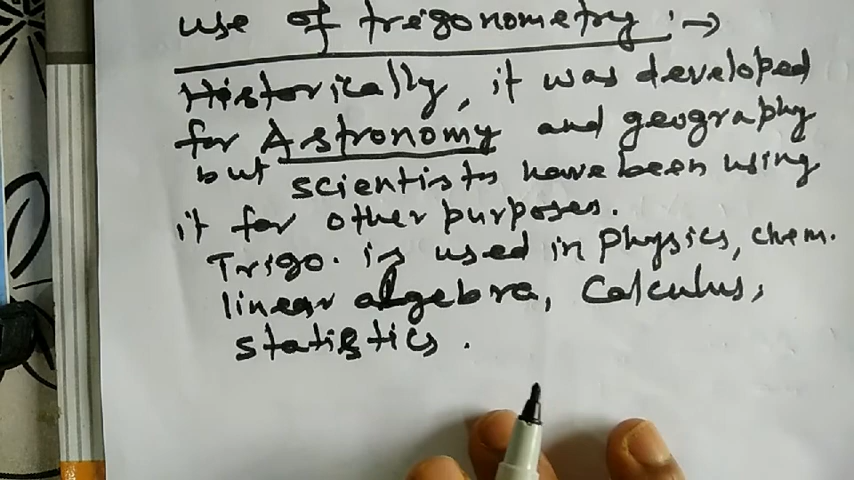 use of trigonometry :→
Historically, it was developed
for Astronomy and geography
but scientists have been using
it for other purposes.
Trigo. is used in physics, chem.
linear algebra, Calculus,
statistics.